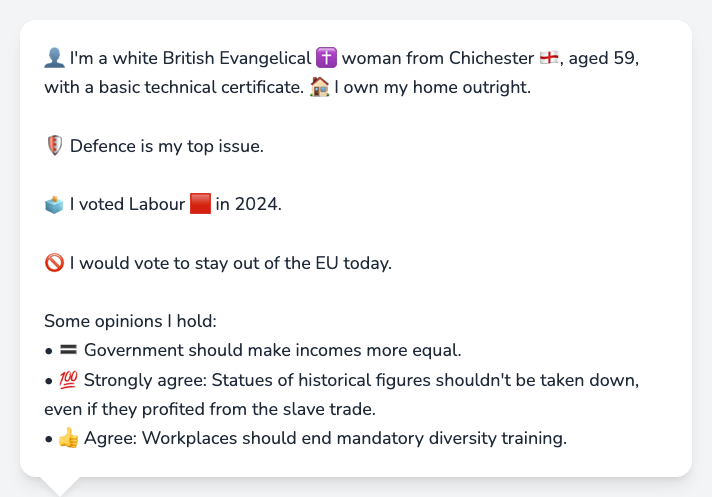 👤 I'm a white British Evangelical ✝️ woman from Chichester 🏴󠁧󠁢󠁥󠁮󠁧󠁿, aged 59,
with a basic technical certificate. 🏠 I own my home outright.
🛡️ Defence is my top issue.
🗳️ I voted Labour 🟥 in 2024.
🚫 I would vote to stay out of the EU today.
Some opinions I hold:
• 🟰 Government should make incomes more equal.
• 💯 Strongly agree: Statues of historical figures shouldn't be taken down,
even if they profited from the slave trade.
• 👍 Agree: Workplaces should end mandatory diversity training.